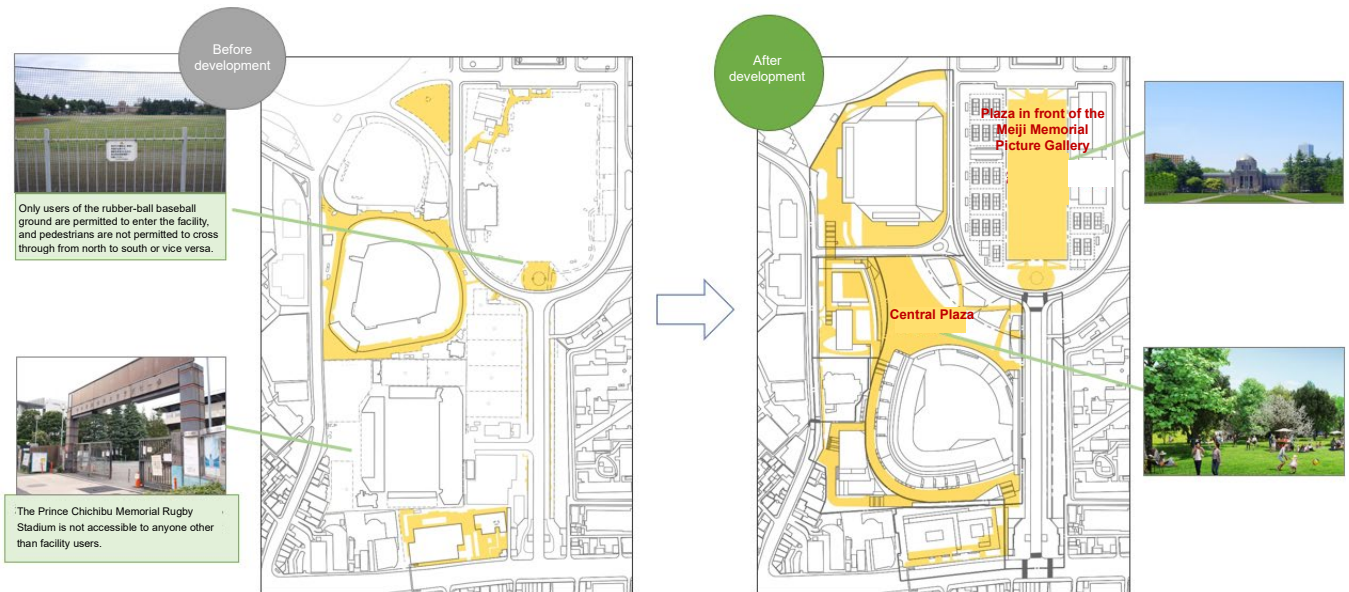 Before
development
After
development
Only users of the rubber-ball baseball
ground are permitted to enter the facility,
and pedestrians are not permitted to cross
through from north to south or vice versa.
The Prince Chichibu Memorial Rugby
Stadium is not accessible to anyone other
than facility users.
Plaza in front of the
Meiji Memorial
Picture Gallery
Central Plaza